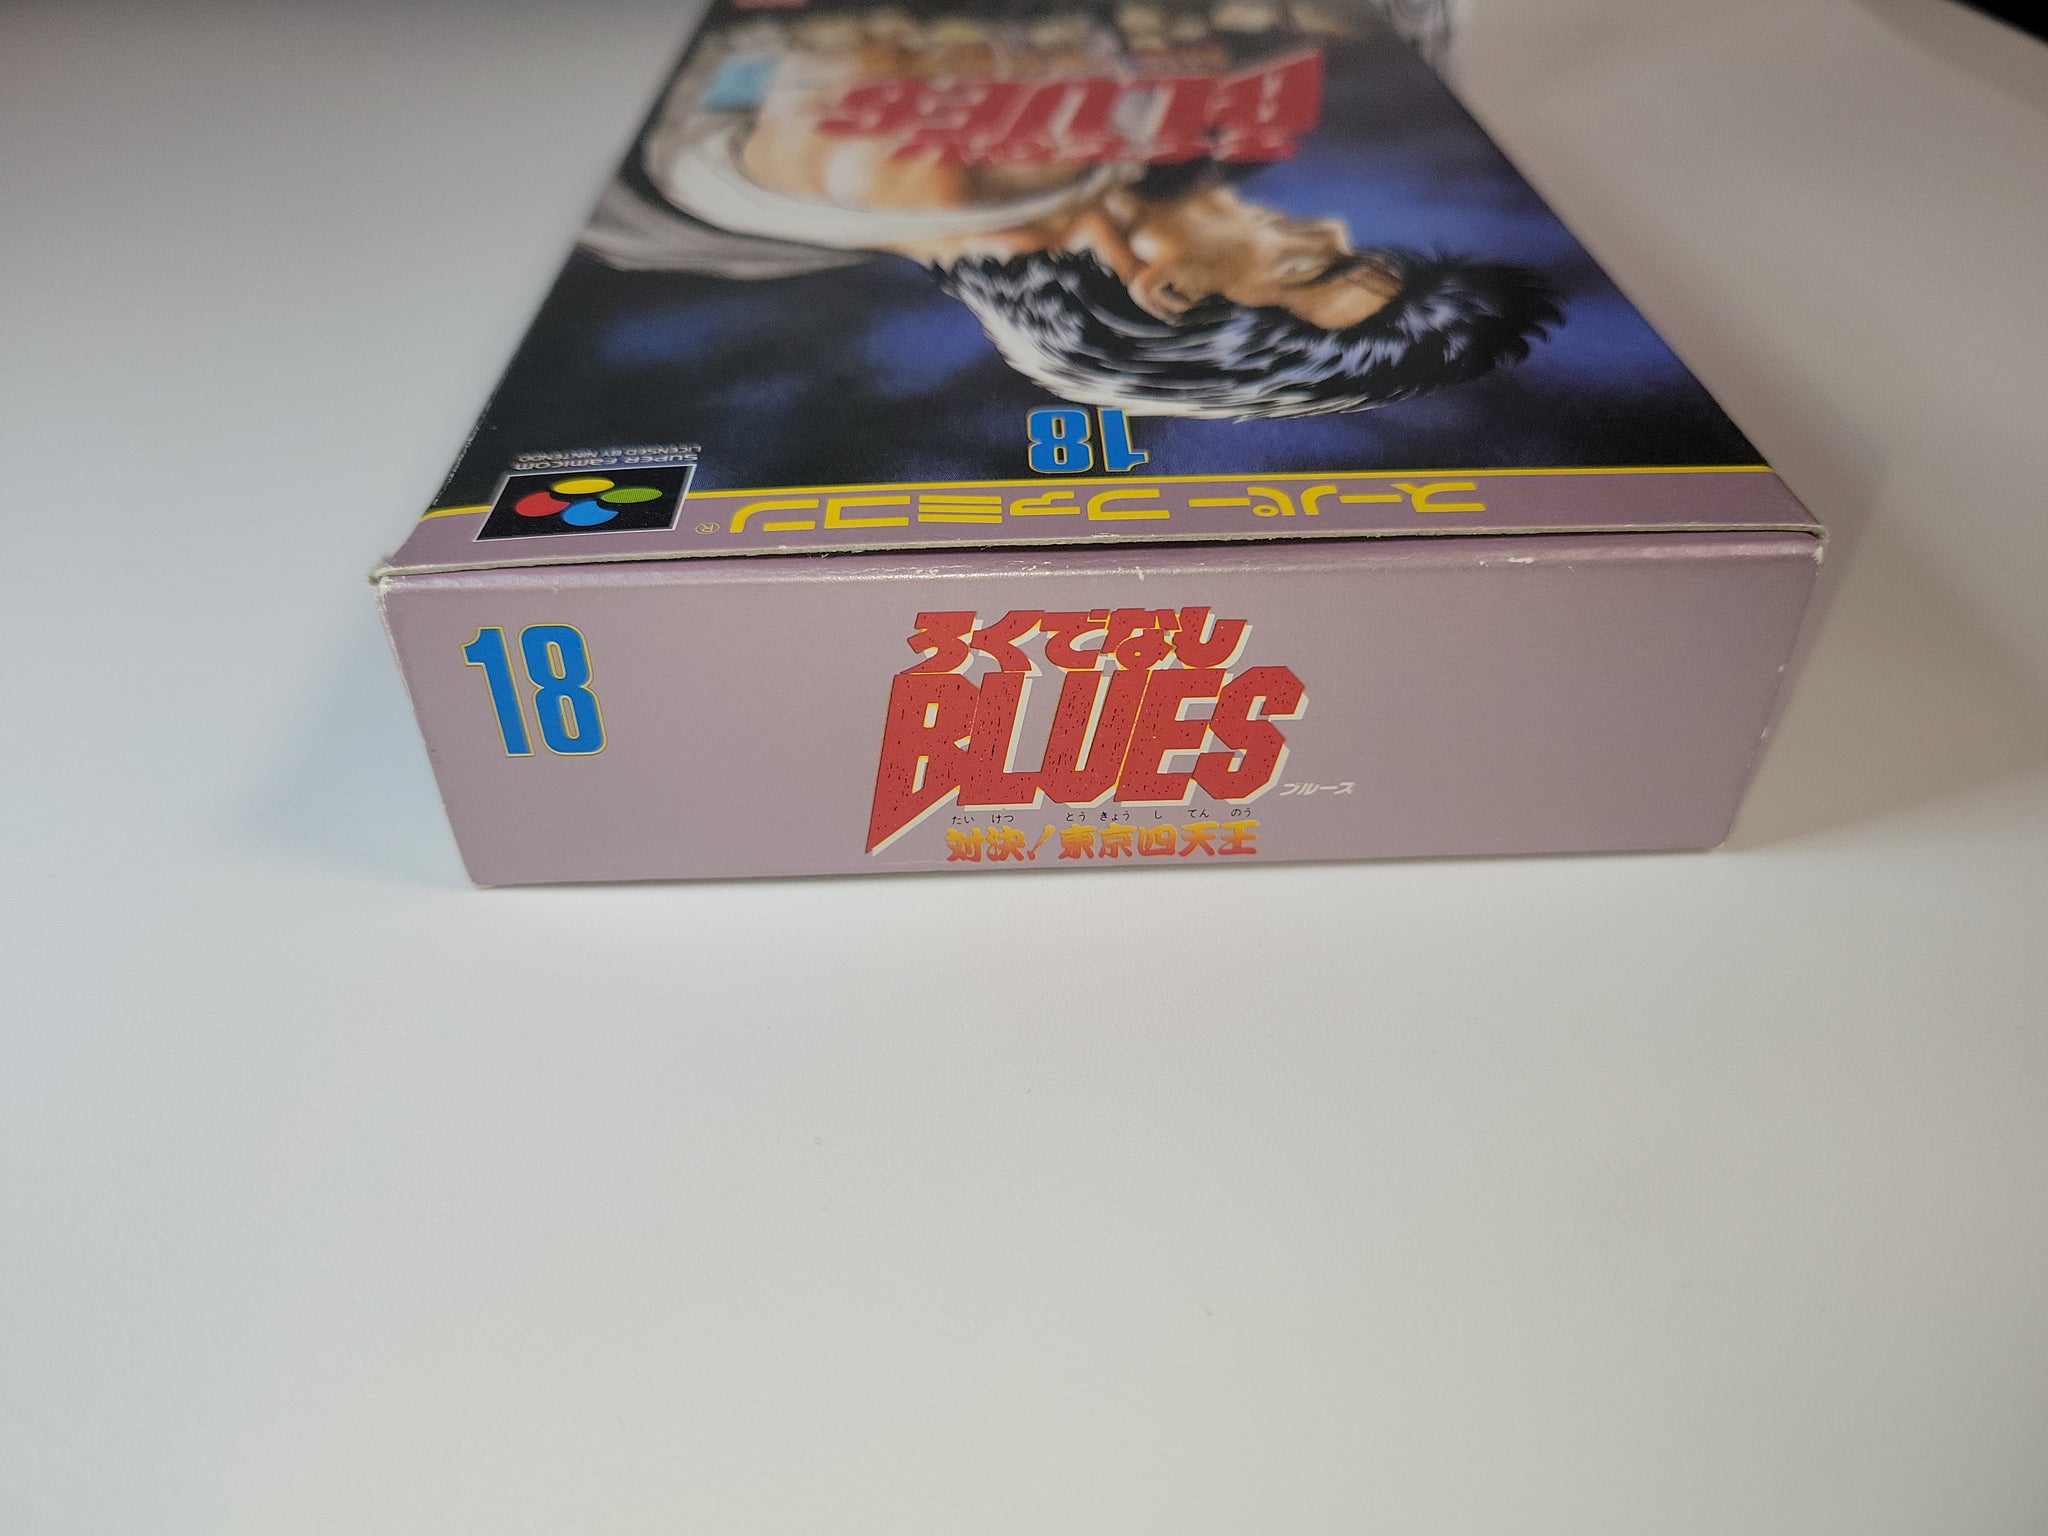 BLUES
18
スーパーファミコン®
SUPER FAMICOM
LICENSED BY NINTENDO
18
ろくでなし
BLUES
ブルース
たい けつ とう きょう し てん のう
対決!東京四天王